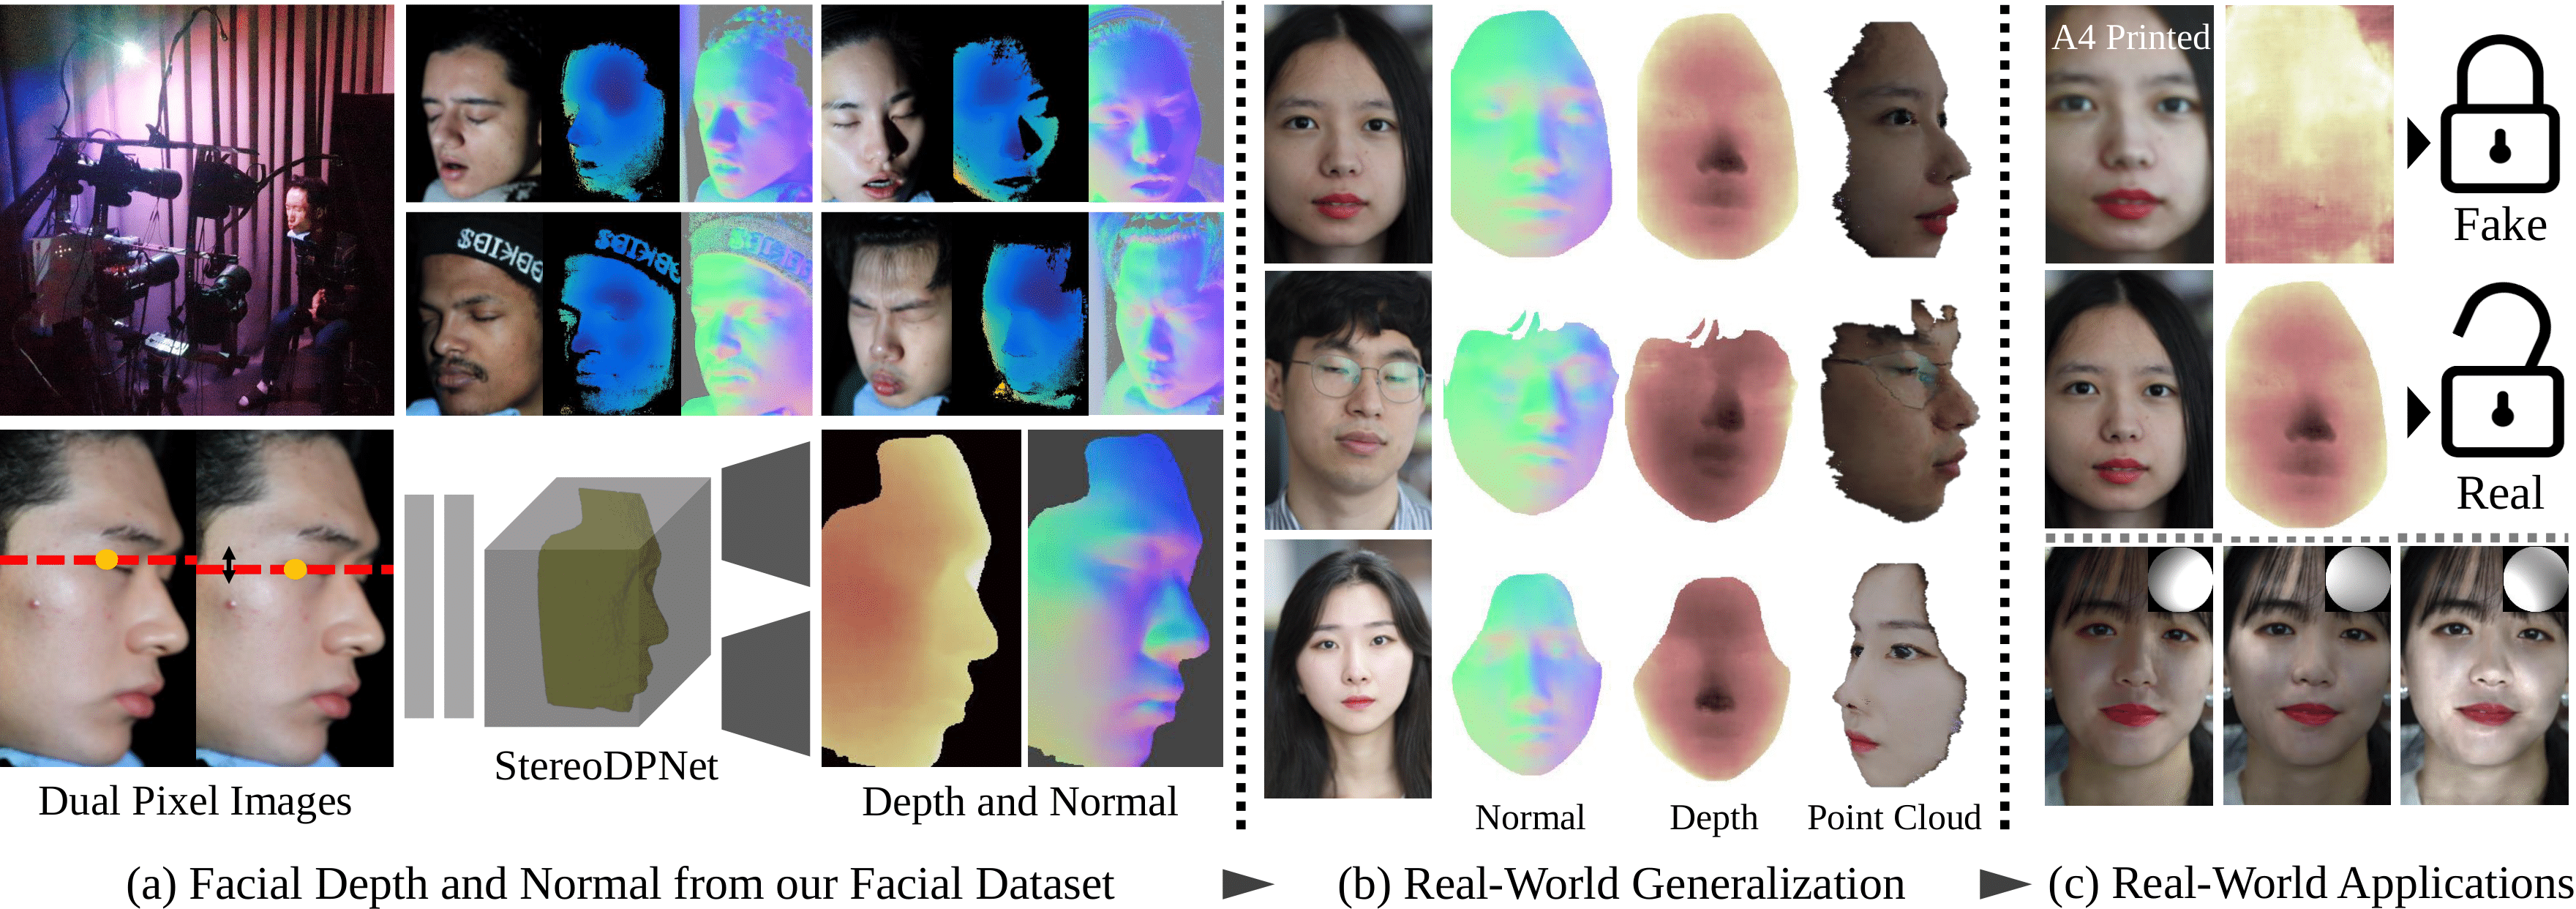 A4 Printed
Fake
Real
StereoDPNet
Dual Pixel Images
Depth and Normal
Normal
Depth
Point Cloud
(a) Facial Depth and Normal from our Facial Dataset
(b) Real-World Generalization
(c) Real-World Applications